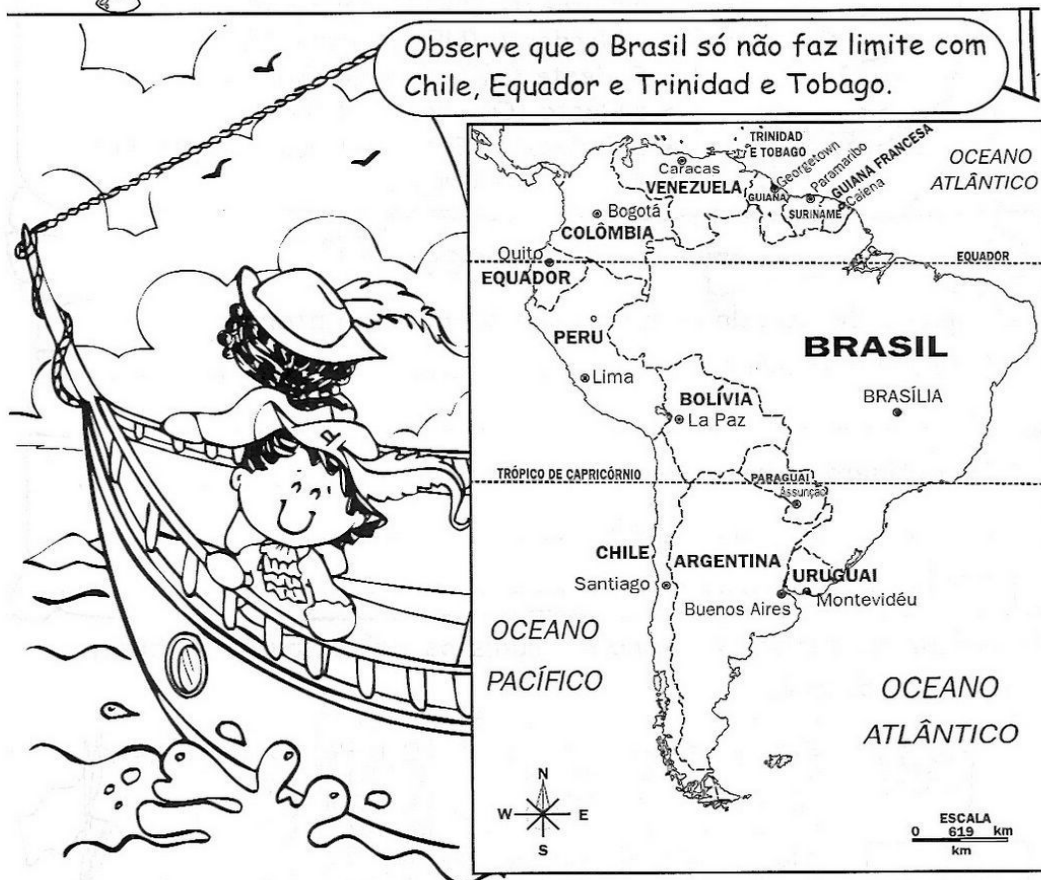 Observe que o Brasil só não faz limite com
Chile, Equador e Trinidad e Tobago.
TRINIDAD
E TOBAGO
Caracas
VENEZUELA
Georgetown
GUIANA
Paramaribo
SURINAME
GUIANA FRANCESA
Caiena
OCEANO
ATLÂNTICO
Bogotá
COLÔMBIA
Quito
EQUADOR
EQUADOR
PERU
Lima
BRASIL
BRASÍLIA
BOLÍVIA
La Paz
TRÓPICO DE CAPRICÓRNIO
PARAGUAI
Assunção
CHILE
Santiago
ARGENTINA
Buenos Aires
URUGUAI
Montevidéu
OCEANO
PACÍFICO
OCEANO
ATLÂNTICO
N
W
E
S
ESCALA
0 619 km
km